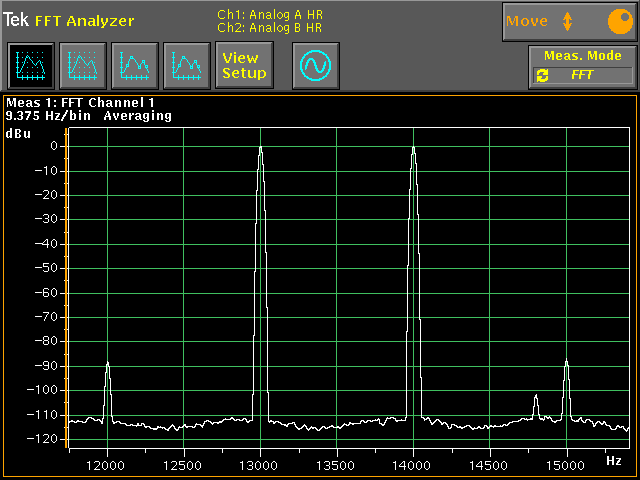 Tek FFT Analyzer
Ch1: Analog A HR
Ch2: Analog B HR
Move
View
Setup
Meas. Mode
FFT
Meas 1: FFT Channel 1
9.375 Hz/bin Averaging
dBu
0
-10
-20
-30
-40
-50
-60
-70
-80
-90
-100
-110
-120
12000 12500 13000 13500 14000 14500 15000 Hz